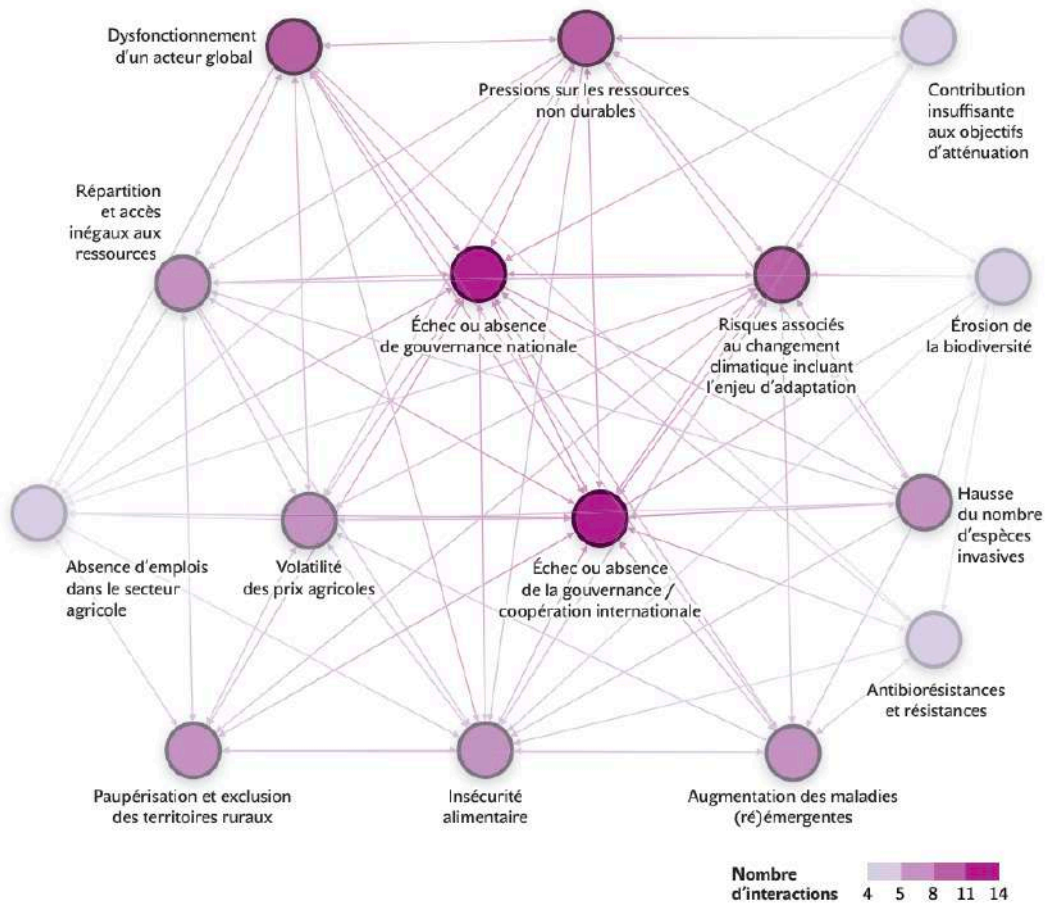 Dysfonctionnement
d'un acteur global
Pressions sur les ressources
non durables
Contribution
insuffisante
aux objectifs
d'atténuation
Répartition
et accès
inégaux aux
ressources
Échec ou absence
de gouvernance nationale
Risques associés
au changement
climatique incluant
l'enjeu d'adaptation
Érosion de
la biodiversité
Absence d'emplois
dans le secteur
agricole
Volatilité
des prix agricoles
Échec ou absence
de la gouvernance /
coopération internationale
Hausse
du nombre
d'espèces
invasives
Antibiorésistances
et résistances
Paupérisation et exclusion
des territoires ruraux
Insécurité
alimentaire
Augmentation des maladies
(ré)émergentes
Nombre
d'interactions
4 5 8 11 14